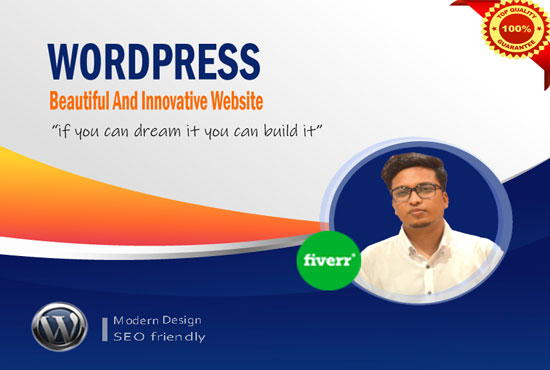 TOP QUALITY
100%
GUARANTEE
WORDPRESS
Beautiful And Innovative Website
"if you can dream it you can build it"
fiverr®
W
Modern Design
SEO friendly